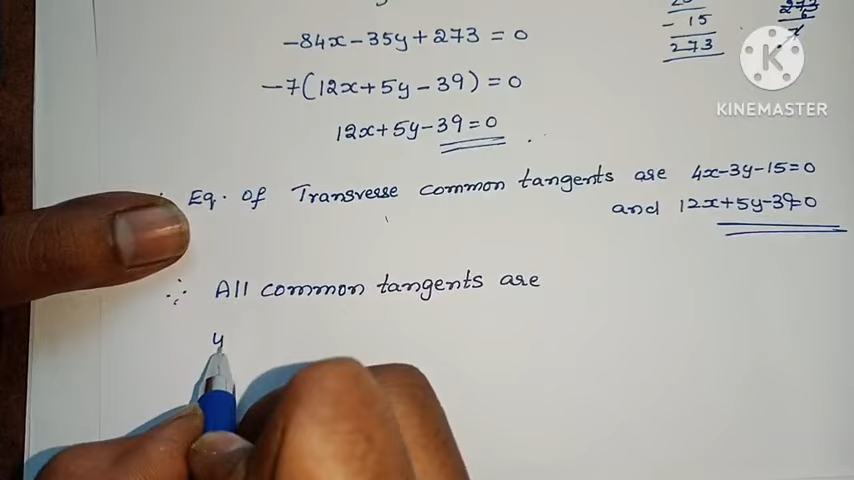 -84x-35y+273 = 0
- 15
273
273
-7(12x+5y-39) = 0
12x+5y-39=0
K
KINEMASTER
Eq. of Transverse common tangents are 4x-3y-15=0
and 12x+5y-39=0
∴ All common tangents are
y